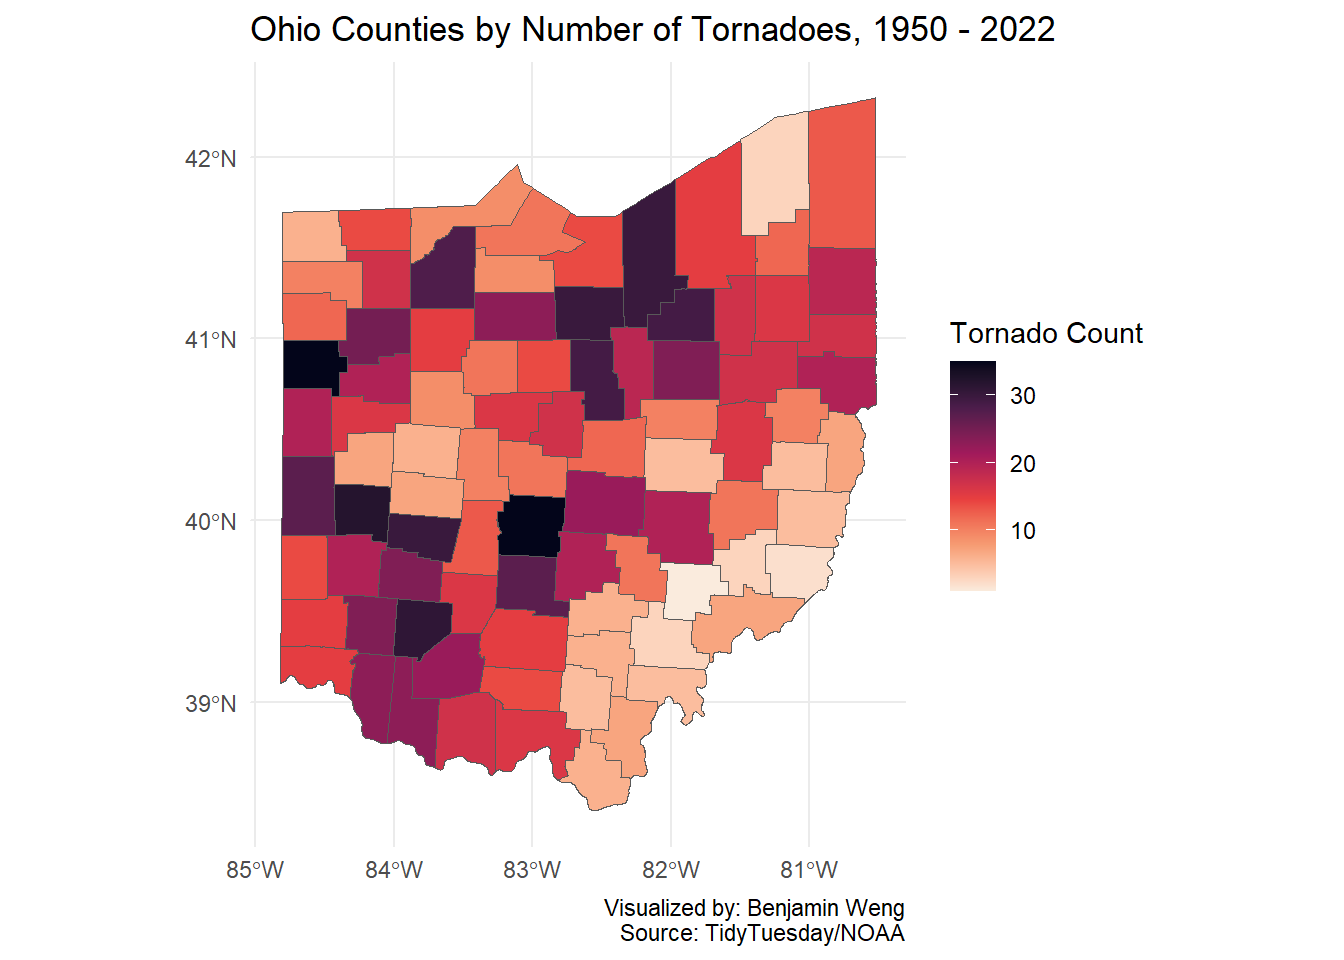 Ohio Counties by Number of Tornadoes, 1950 - 2022
42°N
41°N
40°N
39°N
85°W 84°W 83°W 82°W 81°W
Tornado Count
30
20
10
Visualized by: Benjamin Weng
Source: TidyTuesday/NOAA